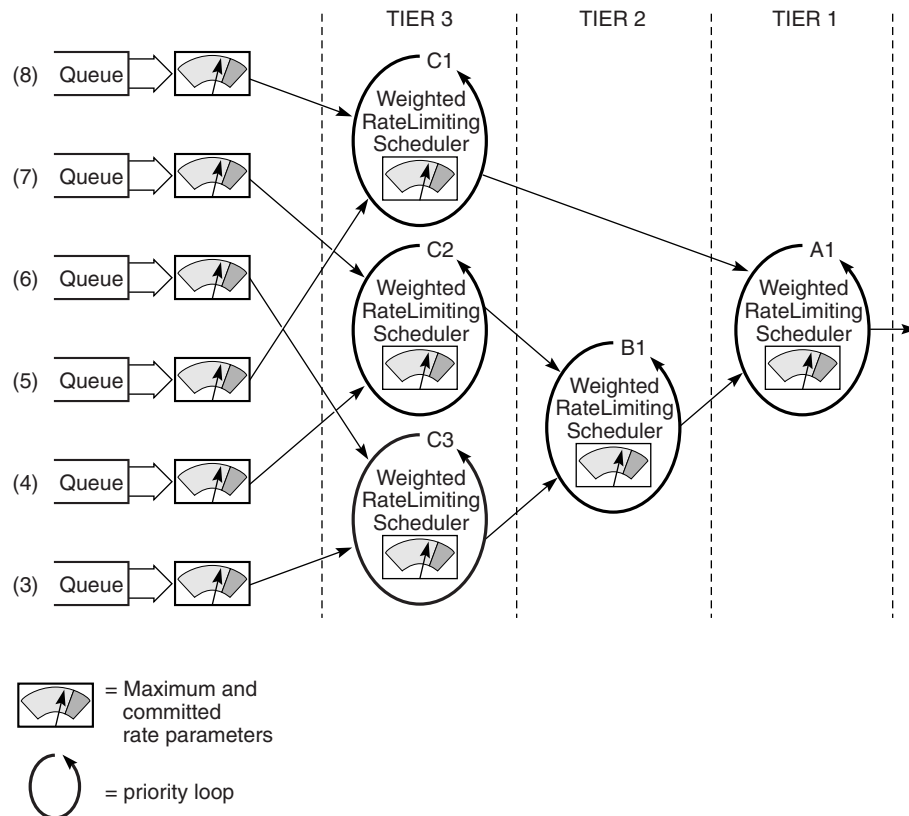 TIER 3 TIER 2 TIER 1
(8) Queue
(7) Queue
(6) Queue
(5) Queue
(4) Queue
(3) Queue
C1
Weighted
RateLimiting
Scheduler
C2
Weighted
RateLimiting
Scheduler
C3
Weighted
RateLimiting
Scheduler
B1
Weighted
RateLimiting
Scheduler
A1
Weighted
RateLimiting
Scheduler
= Maximum and
committed
rate parameters
= priority loop